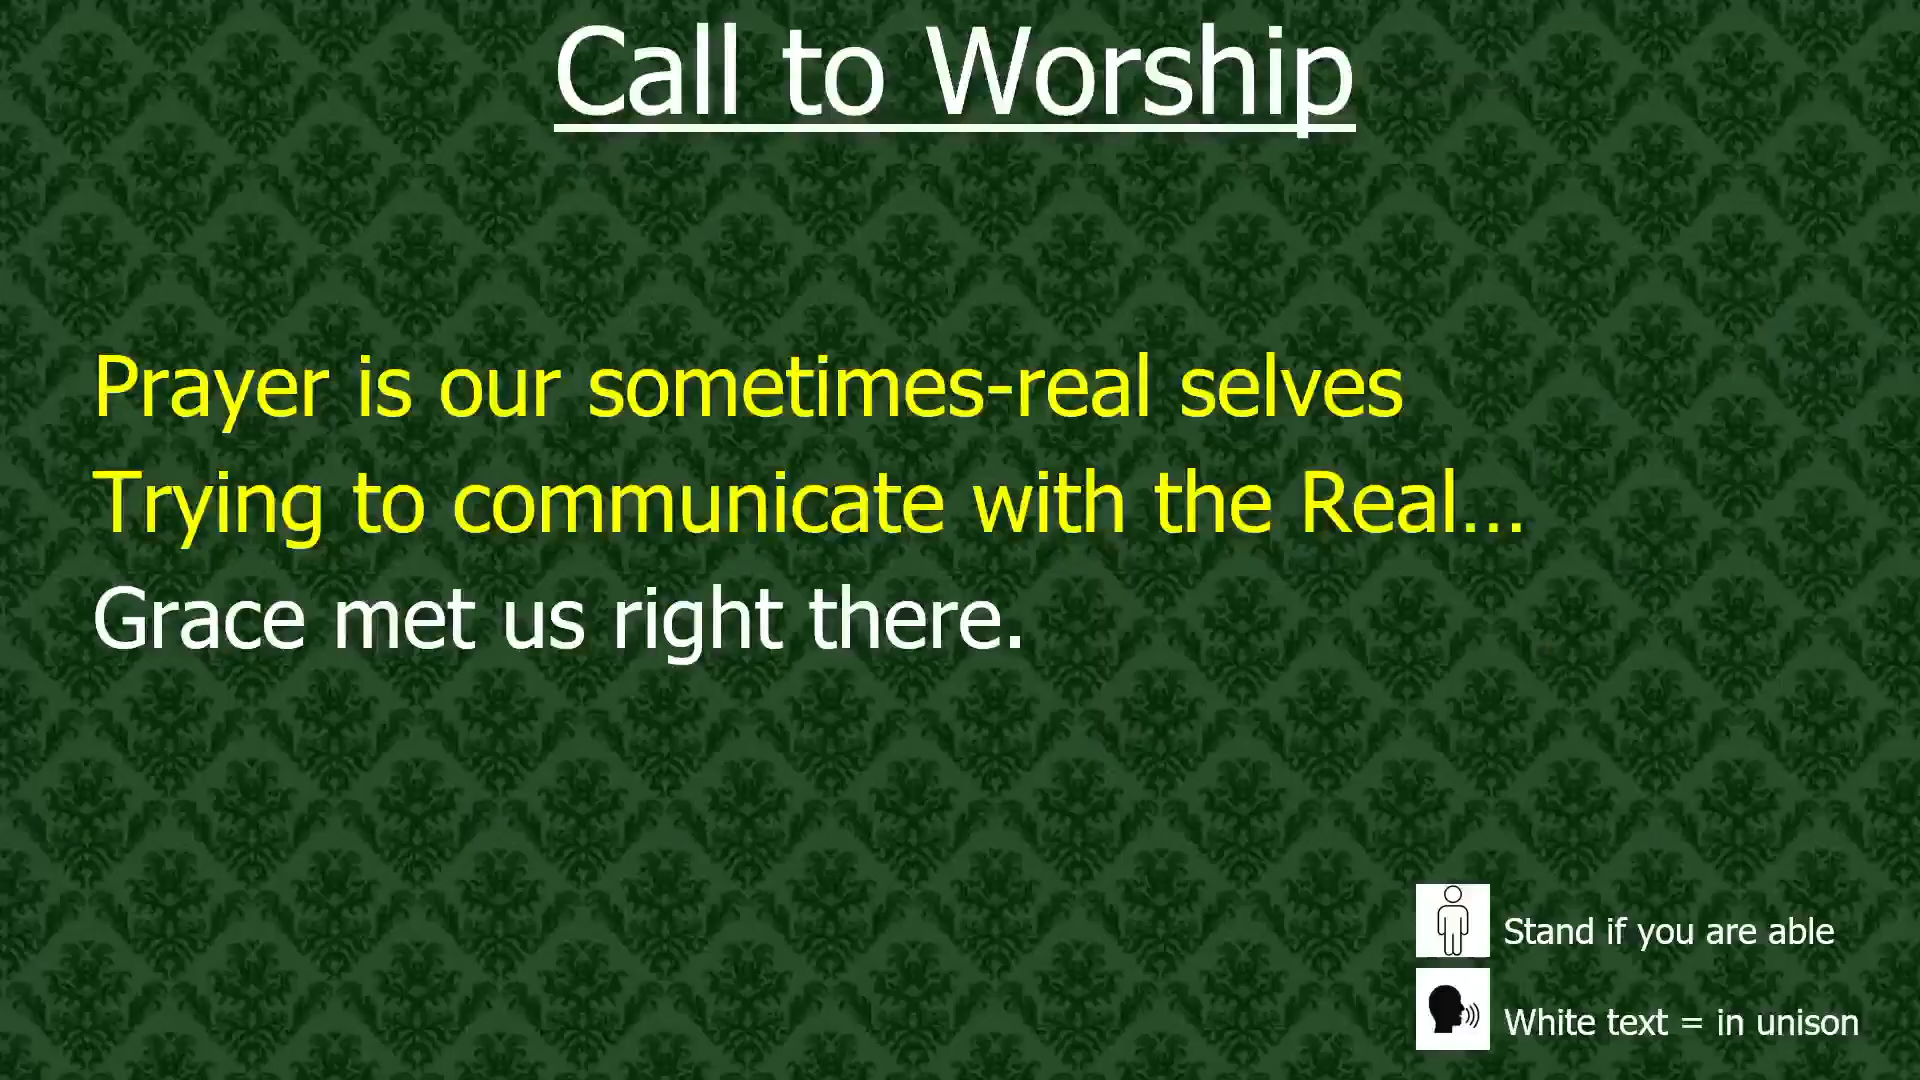 Call to Worship
Prayer is our sometimes-real selves
Trying to communicate with the Real…
Grace met us right there.
Stand if you are able
White text = in unison